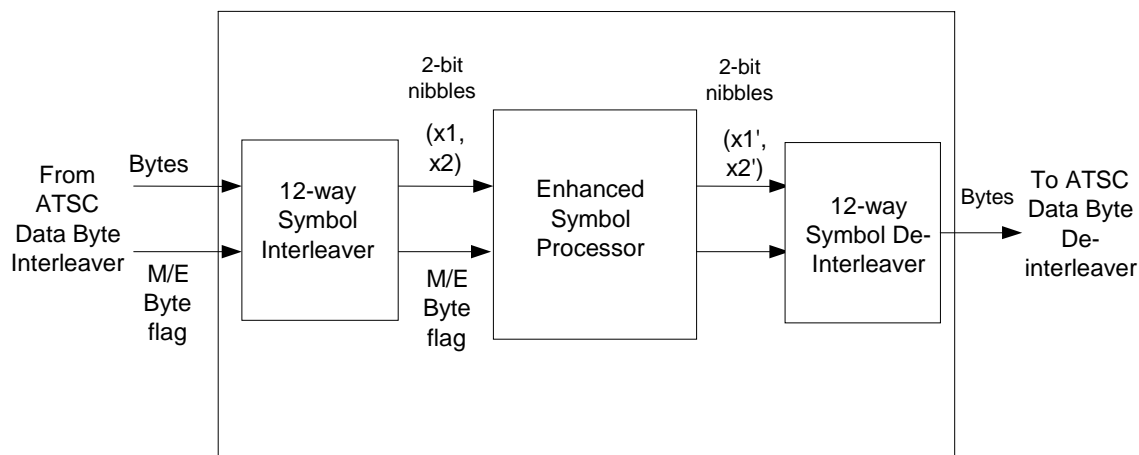 From
ATSC
Data Byte
Interleaver
Bytes
M/E
Byte
flag
12-way
Symbol
Interleaver
2-bit
nibbles
(x1,
x2)
M/E
Byte
flag
Enhanced
Symbol
Processor
2-bit
nibbles
(x1',
x2')
12-way
Symbol De-
Interleaver
Bytes
To ATSC
Data Byte
De-
interleaver